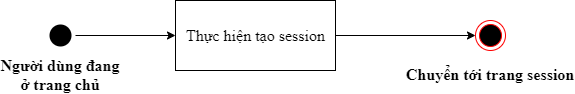 Người dùng đang
ở trang chủ
Thực hiện tạo session
Chuyển tới trang session